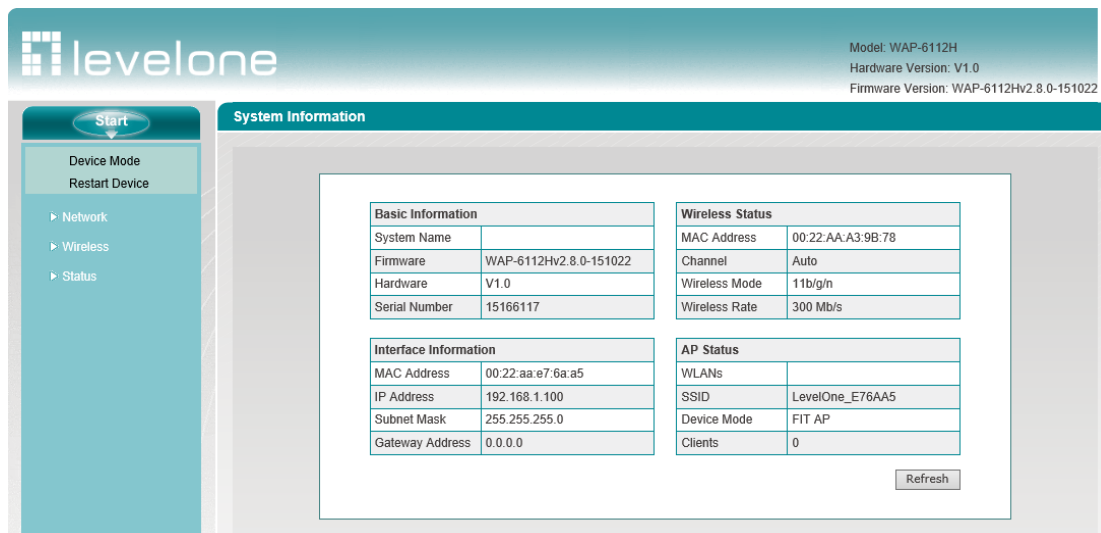 levelone
Model: WAP-6112H
Hardware Version: V1.0
Firmware Version: WAP-6112Hv2.8.0-151022
Start
Device Mode
Restart Device
Network
Wireless
Status
System Information
Basic Information
System Name
Firmware WAP-6112Hv2.8.0-151022
Hardware V1.0
Serial Number 15166117
Wireless Status
MAC Address 00:22:AA:A3:9B:78
Channel Auto
Wireless Mode 11b/g/n
Wireless Rate 300 Mb/s
Interface Information
MAC Address 00:22:aa:e7:6a:a5
IP Address 192.168.1.100
Subnet Mask 255.255.255.0
Gateway Address 0.0.0.0
AP Status
WLANs
SSID LevelOne_E76AA5
Device Mode FIT AP
Clients 0
Refresh